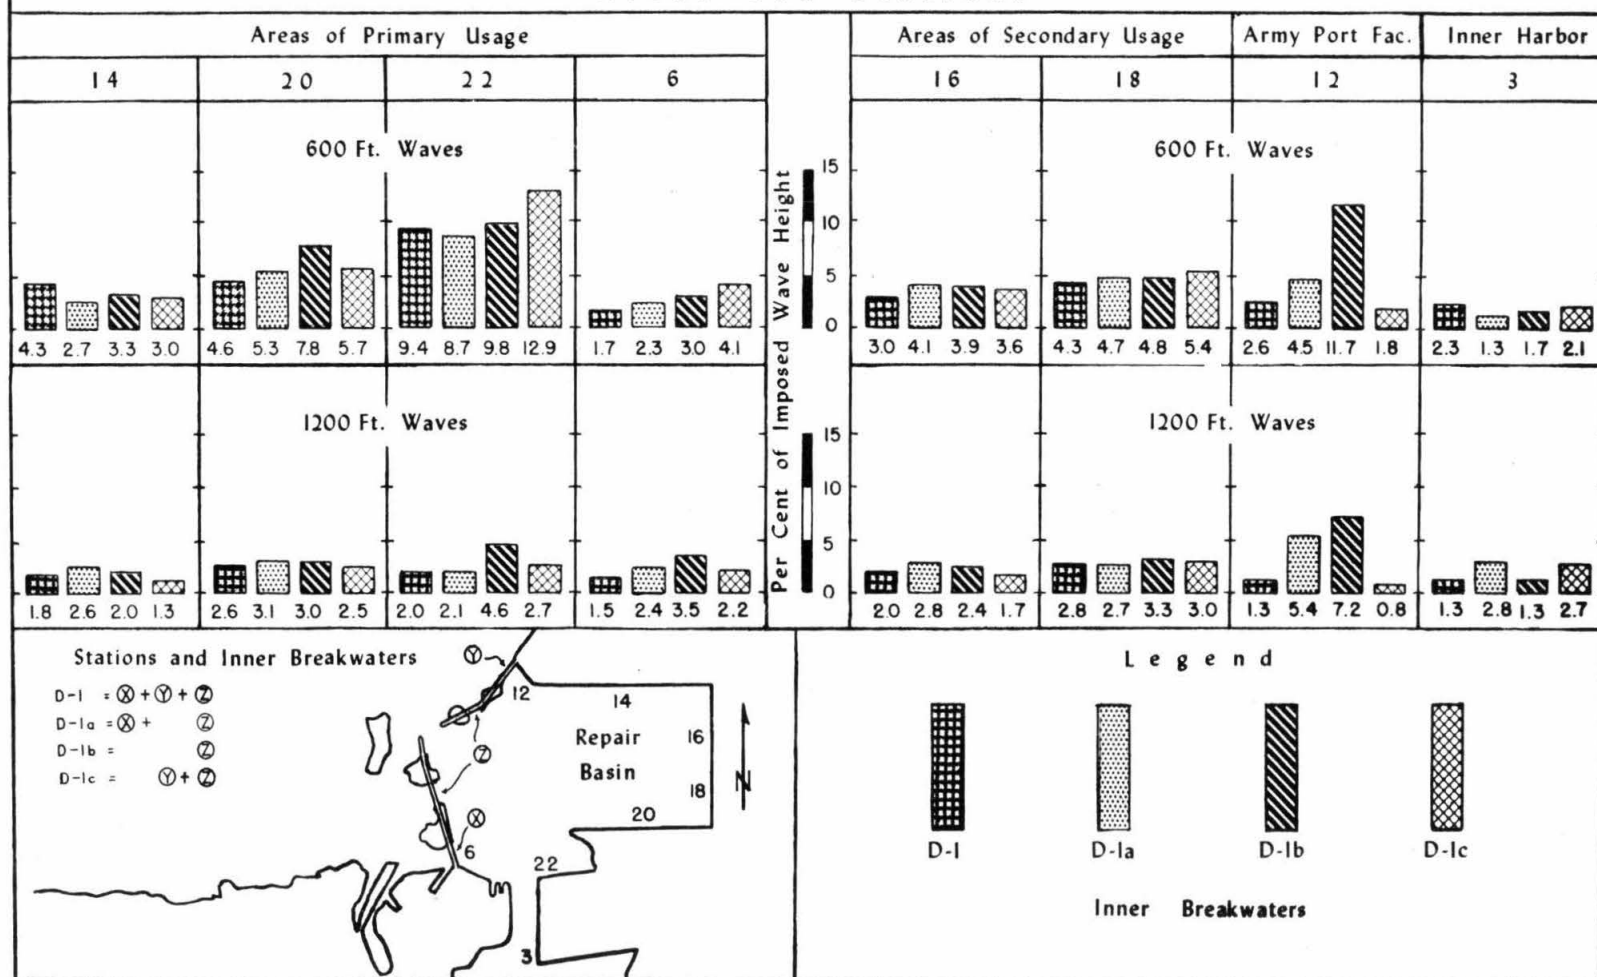 Areas of Primary Usage
14 20 22 6
600 Ft. Waves
4.3 2.7 3.3 3.0 4.6 5.3 7.8 5.7 9.4 8.7 9.8 12.9 1.7 2.3 3.0 4.1
1200 Ft. Waves
1.8 2.6 2.0 1.3 2.6 3.1 3.0 2.5 2.0 2.1 4.6 2.7 1.5 2.4 3.5 2.2
Per Cent of Imposed Wave Height
15
10
5
0
15
10
5
0
Areas of Secondary Usage Army Port Fac. Inner Harbor
16 18 12 3
600 Ft. Waves
3.0 4.1 3.9 3.6 4.3 4.7 4.8 5.4 2.6 4.5 11.7 1.8 2.3 1.3 1.7 2.1
1200 Ft. Waves
2.0 2.8 2.4 1.7 2.8 2.7 3.3 3.0 1.3 5.4 7.2 0.8 1.3 2.8 1.3 2.7
Stations and Inner Breakwaters
D-1 = X + Y + Z
D-1a = X + Z
D-1b = Z
D-1c = Y + Z
Y
12
14
Z
Repair
Basin
16
18
20
X
6
22
3
N
Legend
D-1 D-1a D-1b D-1c
Inner Breakwaters